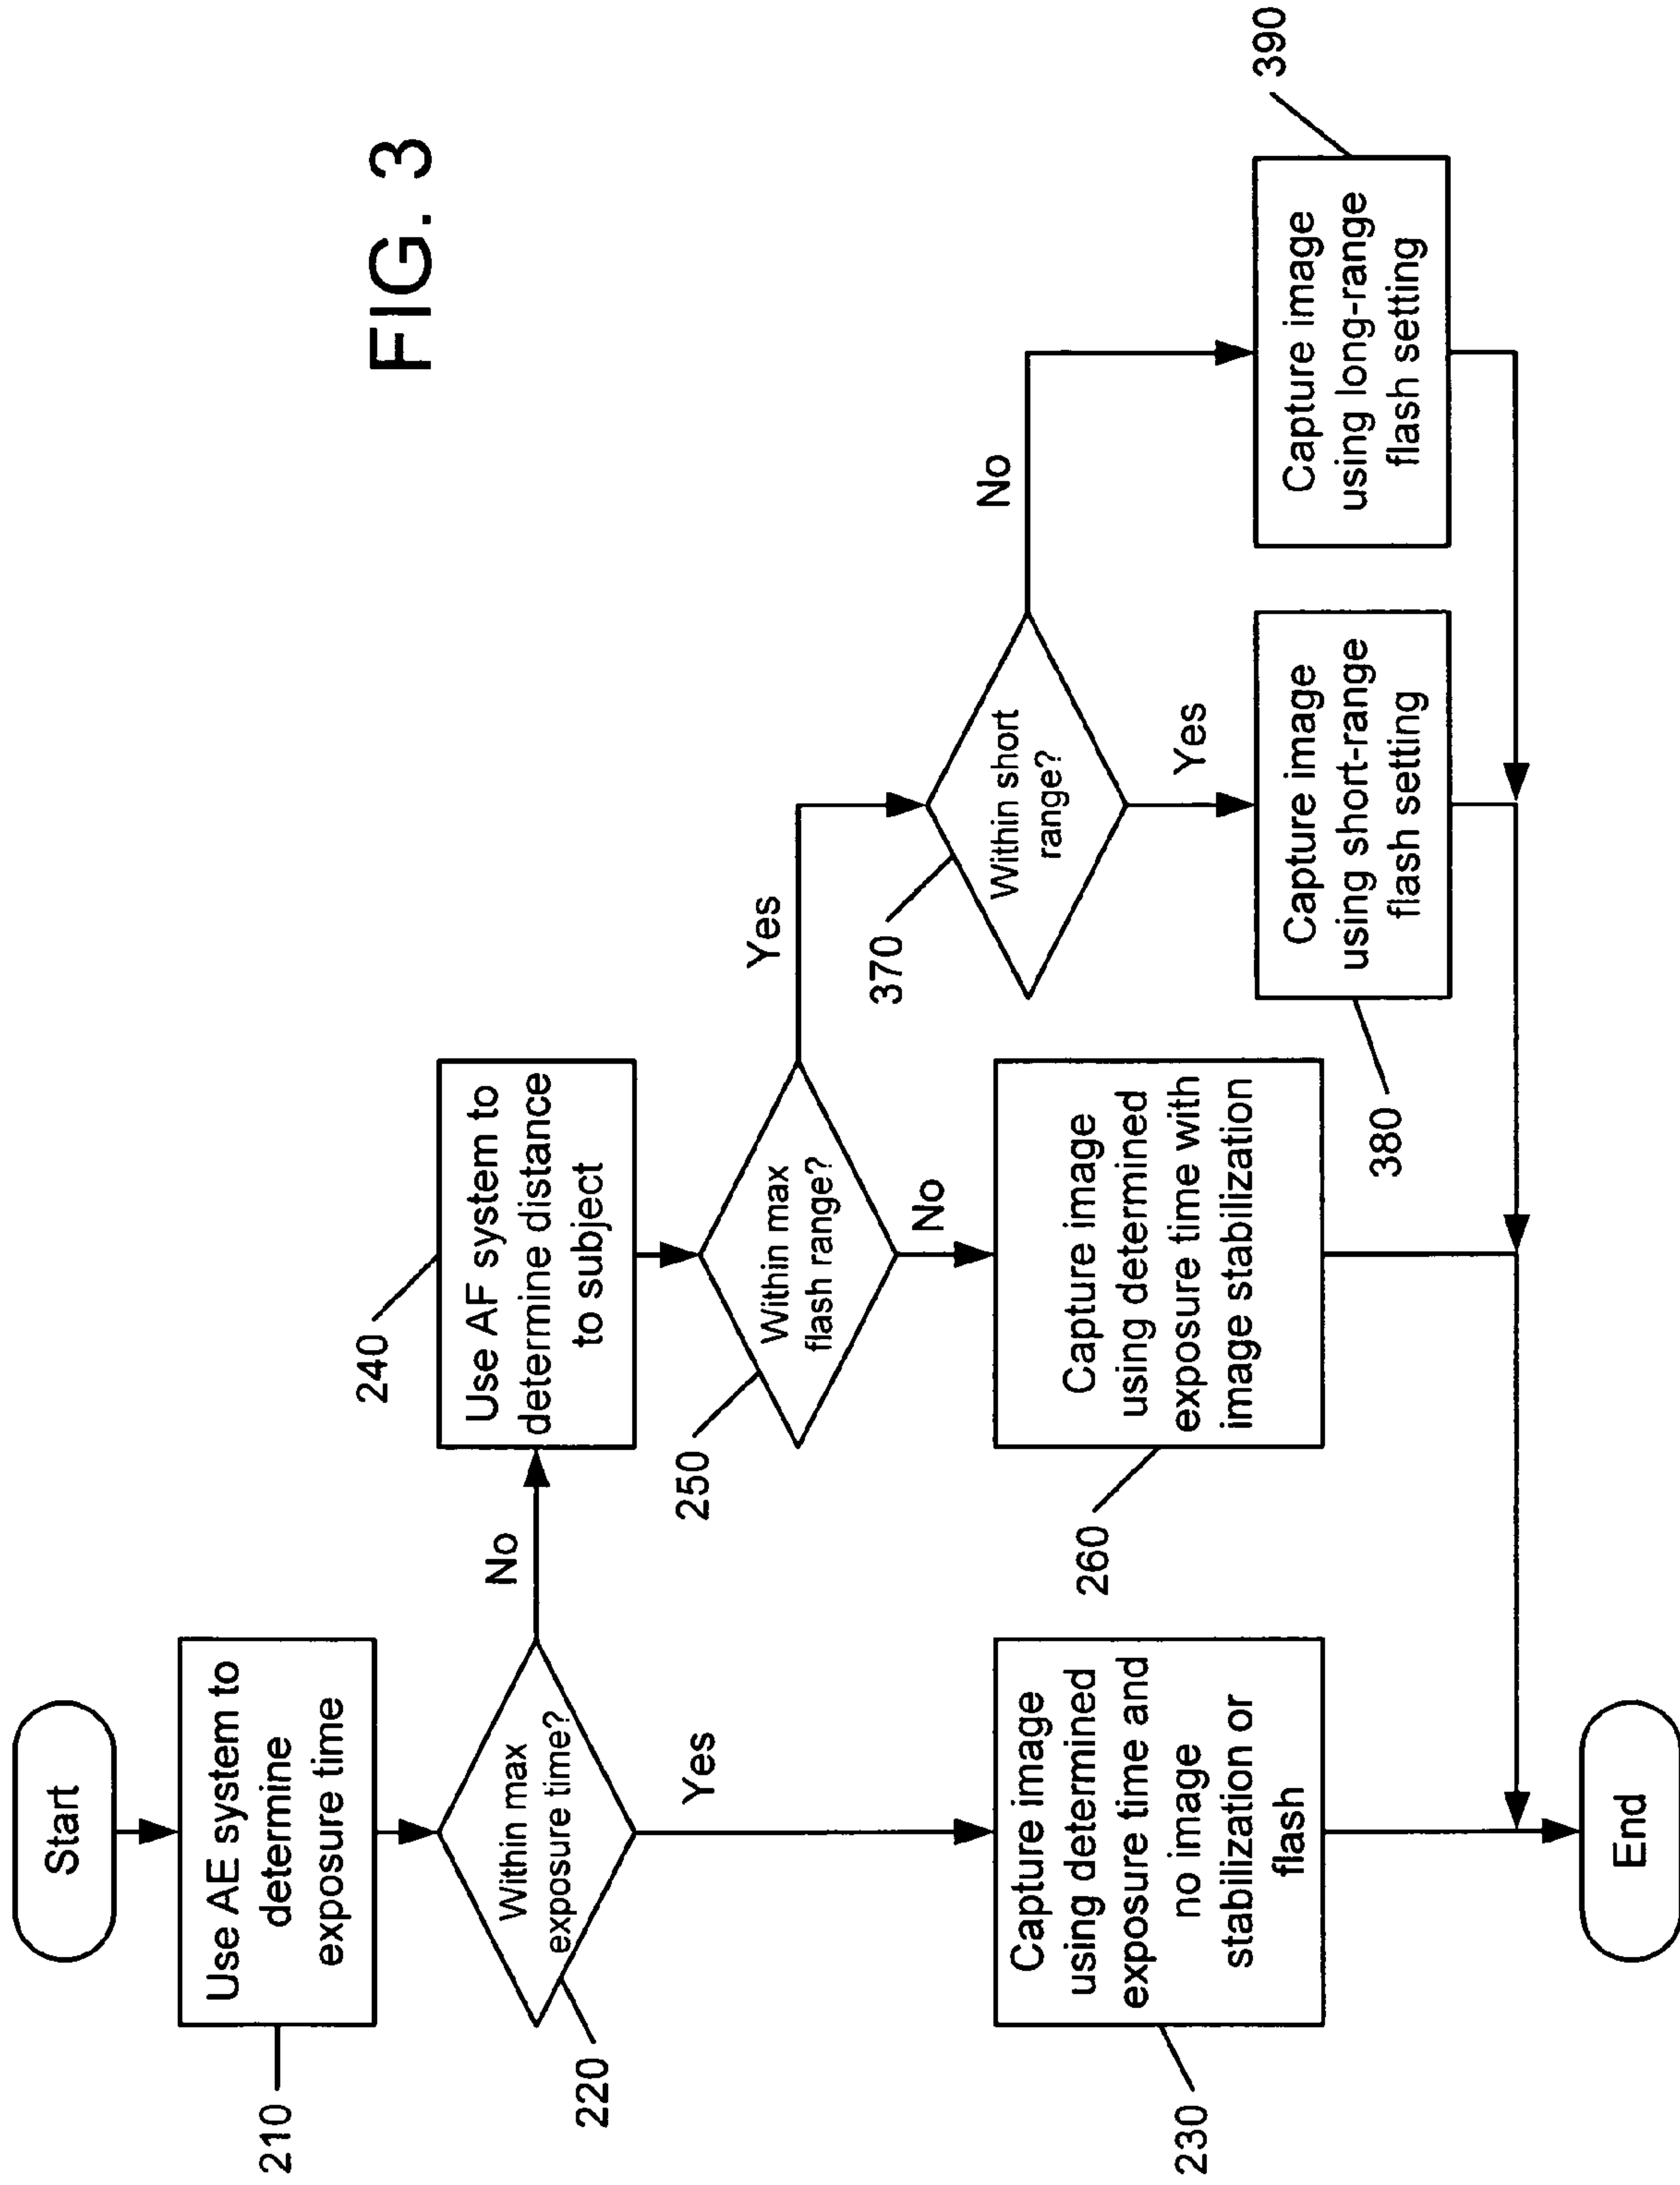 FIG. 3
Start
210
Use AE system to
determine
exposure time
220
Within max
exposure time?
No
Yes
240
Use AF system to
determine distance
to subject
250
Within max
flash range?
Yes
No
370
Within short
range?
No
Yes
230
Capture image
using determined
exposure time and
no image
stabilization or
flash
260
Capture image
using determined
exposure time with
image stabilization
380
Capture image
using short-range
flash setting
390
Capture image
using long-range
flash setting
End